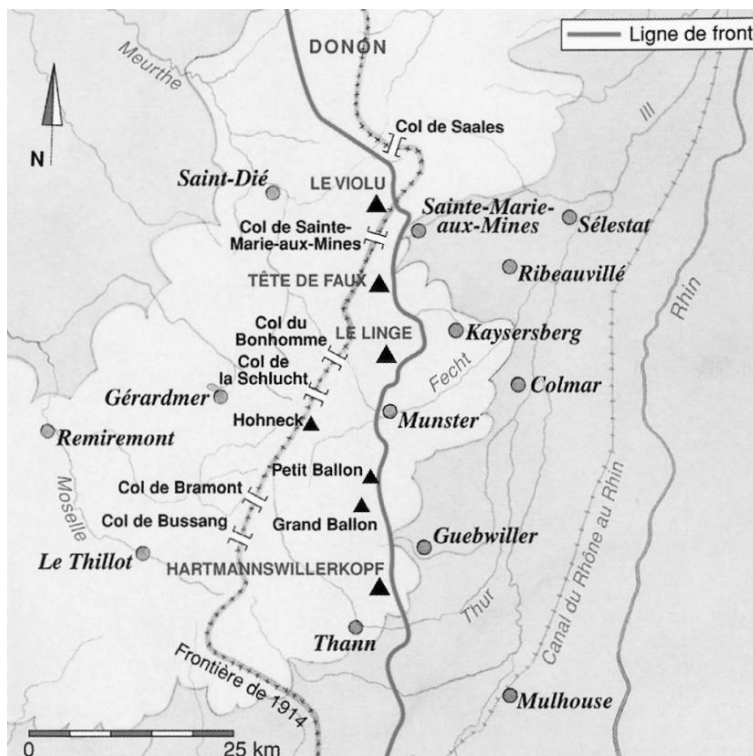 DONON
Ligne de front
Meurthe
Ill
N
Col de Saales
Saint-Dié
LE VIOLU
Sainte-Marie-
aux-Mines
Sélestat
Col de Sainte-
Marie-aux-Mines
Ribeauvillé
TÊTE DE FAUX
Rhin
Col du
Bonhomme
LE LINGE
Kaysersberg
Col de
la Schlucht
Fecht
Colmar
Gérardmer
Hohneck
Munster
Remiremont
Petit Ballon
Col de Bramont
Moselle
Grand Ballon
Col de Bussang
Guebwiller
Le Thillot
HARTMANNSWILLERKOPF
Canal du Rhône au Rhin
Thur
Thann
Frontière de 1914
Mulhouse
0 25 km